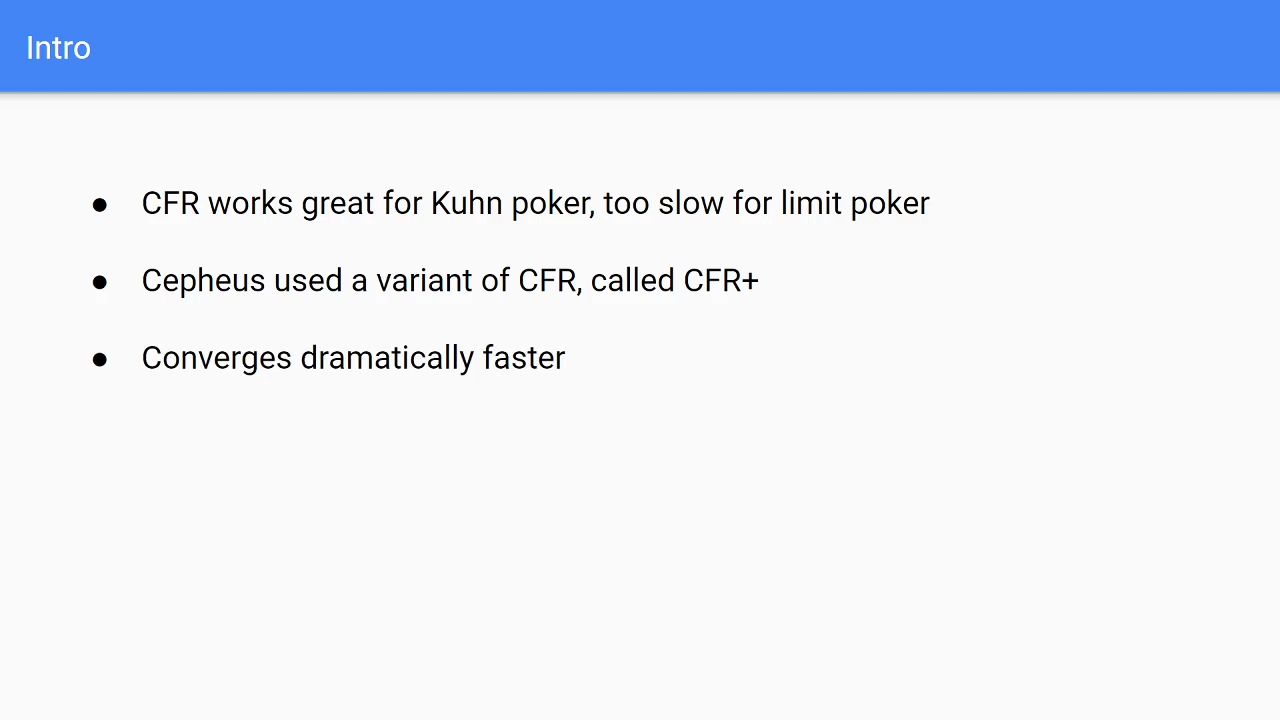 Intro
● CFR works great for Kuhn poker, too slow for limit poker
● Cepheus used a variant of CFR, called CFR+
● Converges dramatically faster